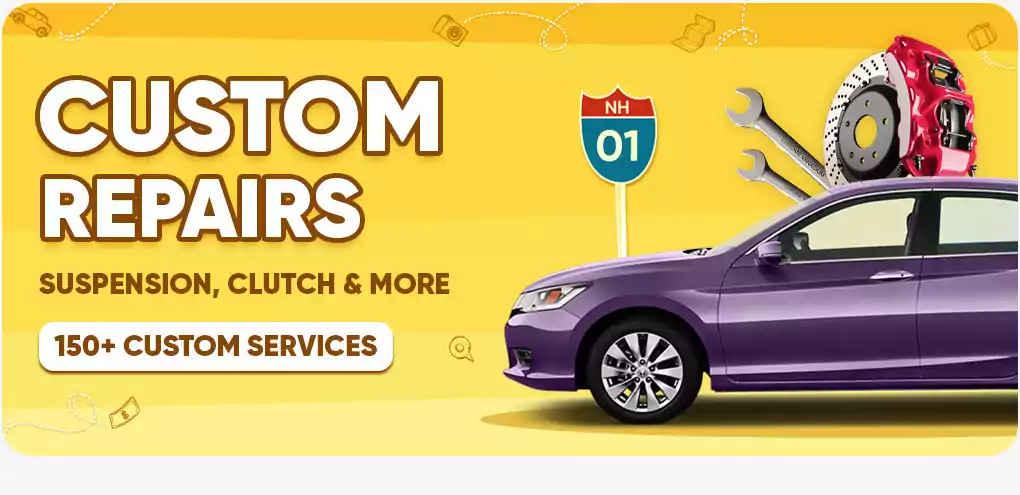 CUSTOM
REPAIRS
SUSPENSION, CLUTCH & MORE
150+ CUSTOM SERVICES
NH
01